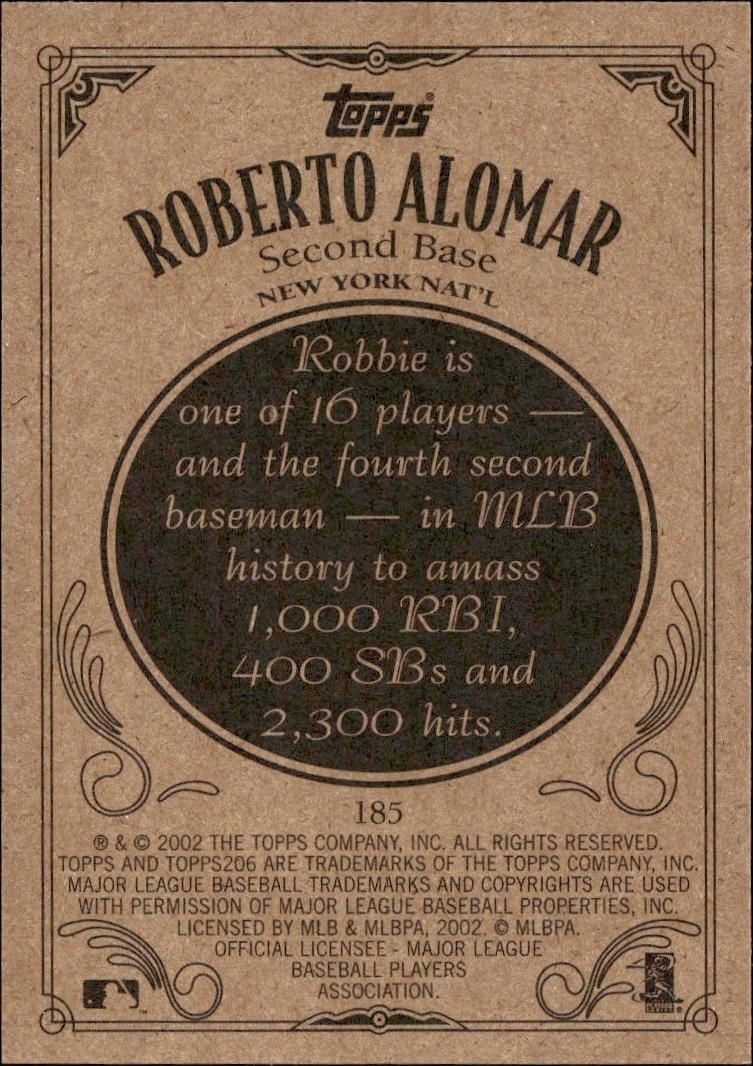 Topps®
ROBERTO ALOMAR
Second Base
NEW YORK NAT'L
Robbie is
one of 16 players —
and the fourth second
baseman — in MLB
history to amass
1,000 RBI,
400 SBs and
2,300 hits.
185
® & © 2002 THE TOPPS COMPANY, INC. ALL RIGHTS RESERVED.
TOPPS AND TOPPS206 ARE TRADEMARKS OF THE TOPPS COMPANY, INC.
MAJOR LEAGUE BASEBALL TRADEMARKS AND COPYRIGHTS ARE USED
WITH PERMISSION OF MAJOR LEAGUE BASEBALL PROPERTIES, INC.
LICENSED BY MLB & MLBPA, 2002. © MLBPA.
OFFICIAL LICENSEE - MAJOR LEAGUE
BASEBALL PLAYERS
ASSOCIATION.